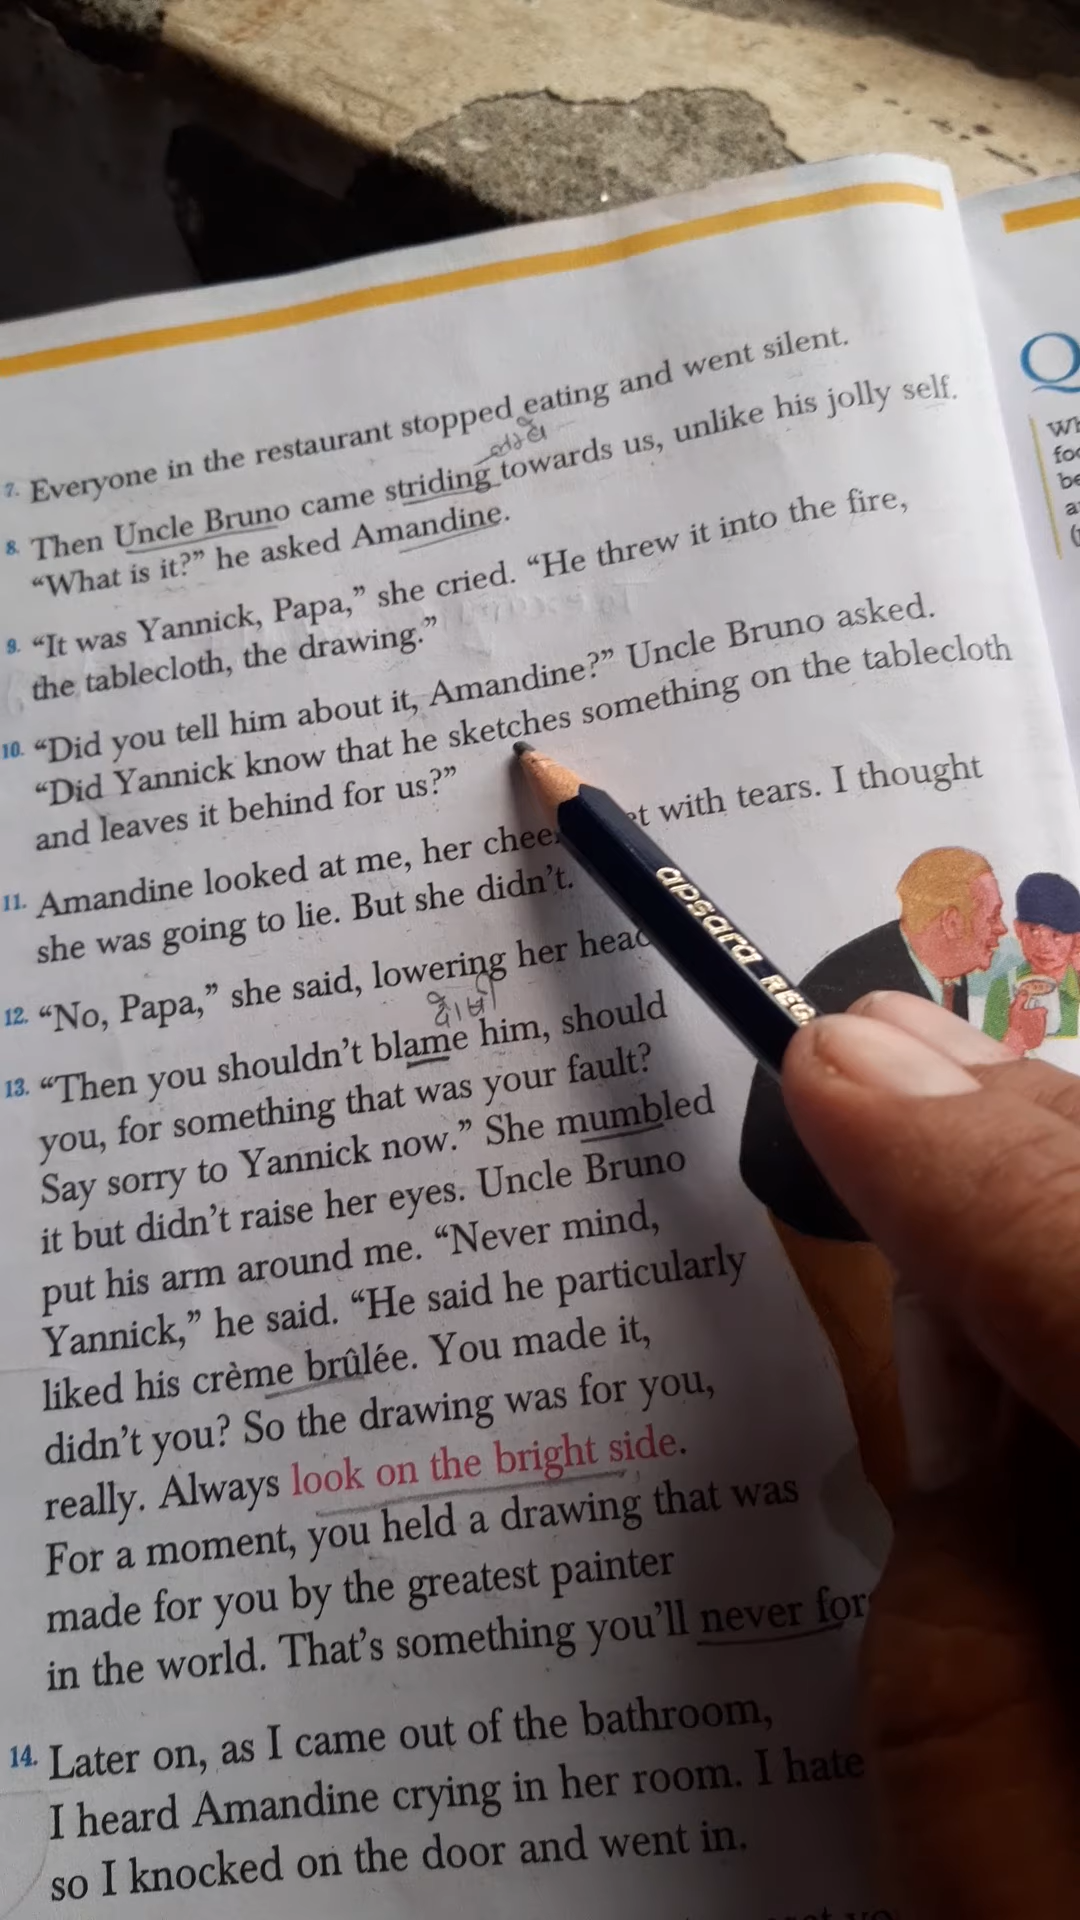 7. Everyone in the restaurant stopped eating and went silent.
8. Then Uncle Bruno came striding towards us, unlike his jolly self.
“What is it?” he asked Amandine.
9. “It was Yannick, Papa,” she cried. “He threw it into the fire,
the tablecloth, the drawing.”
10. “Did you tell him about it, Amandine?” Uncle Bruno asked.
“Did Yannick know that he sketches something on the tablecloth
and leaves it behind for us?”
11. Amandine looked at me, her with tears. I thought
she was going to lie. But she didn’t.
12. “No, Papa,” she said, lowering her
13. “Then you shouldn’t blame him, should
you, for something that was your fault?
Say sorry to Yannick now.” She mumbled
it but didn’t raise her eyes. Uncle Bruno
put his arm around me. “Never mind,
Yannick,” he said. “He said he particularly
liked his crème brûlée. You made it,
didn’t you? So the drawing was for you,
really. Always look on the bright side.
For a moment, you held a drawing that was
made for you by the greatest painter
in the world. That’s something you’ll never
14. Later on, as I came out of the bathroom,
I heard Amandine crying in her room. I hate
so I knocked on the door and went in.
apsara
Q